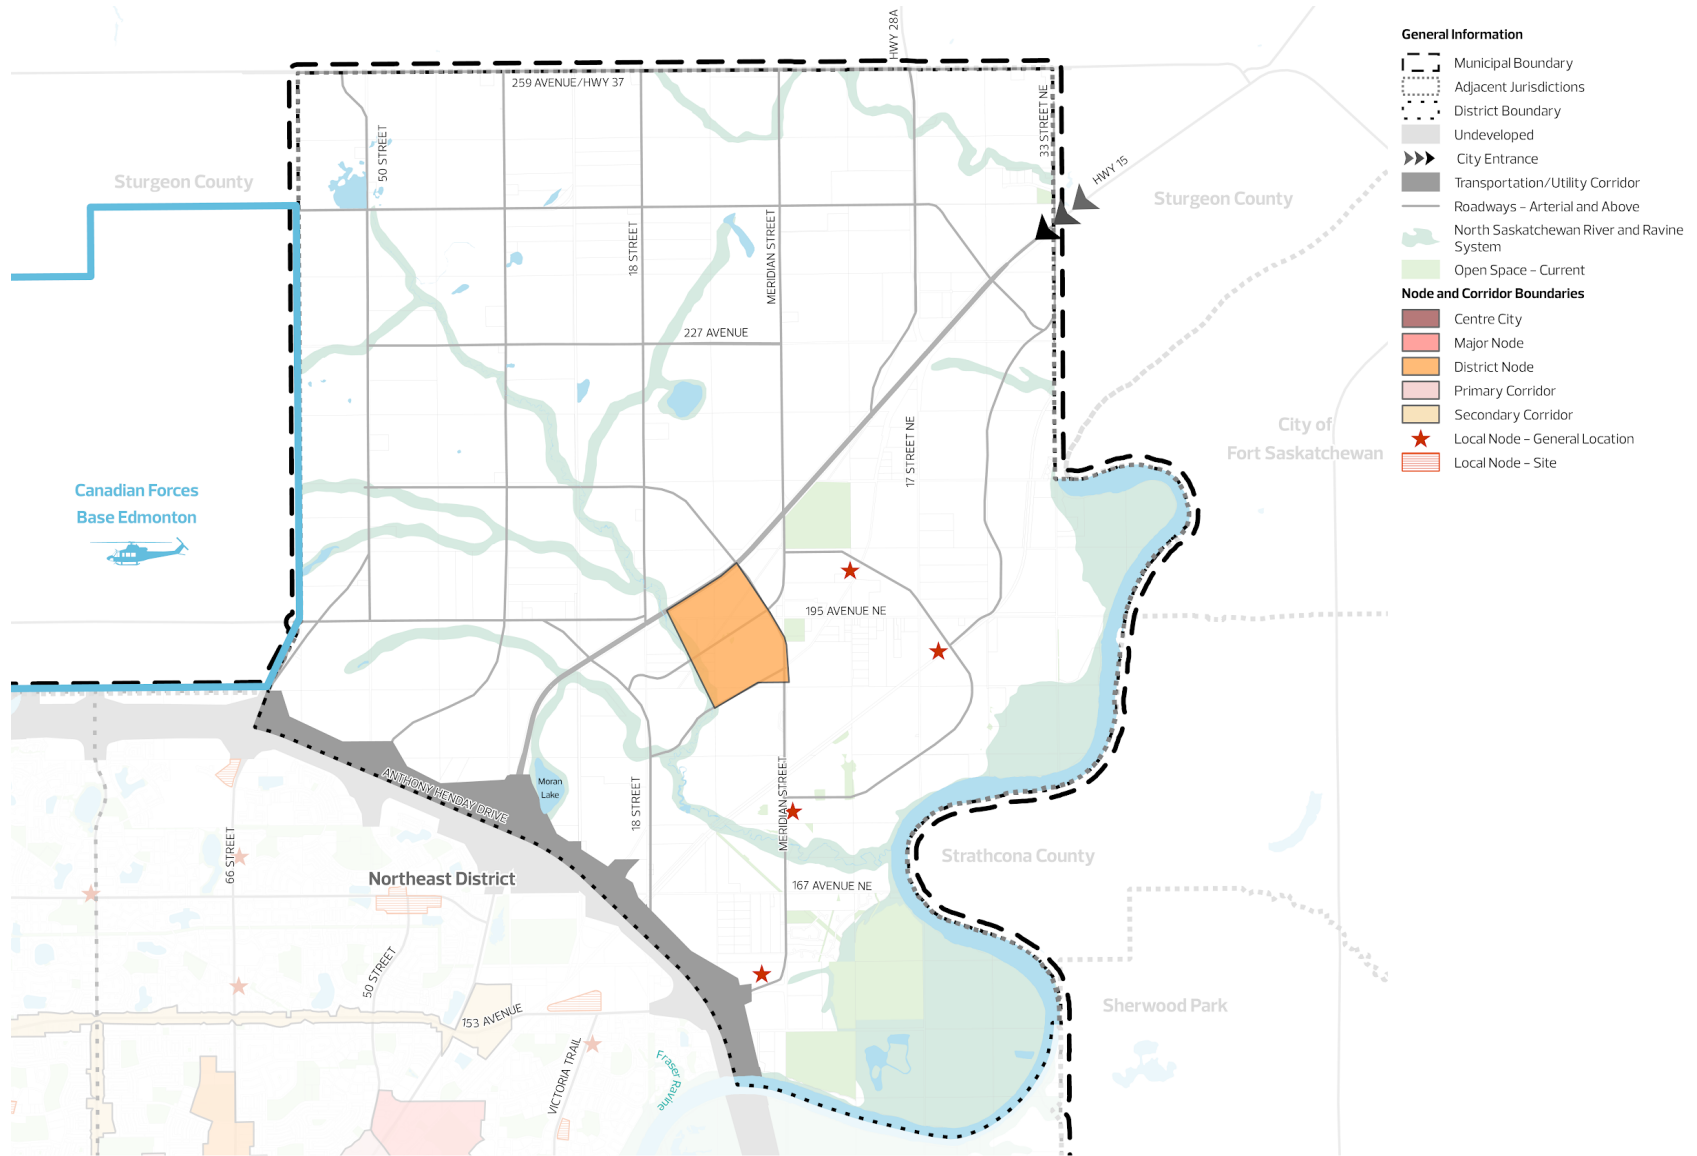 HWY 28A
259 AVENUE/HWY 37
33 STREET NE
50 STREET
HWY 15
Sturgeon County
Sturgeon County
18 STREET
MERIDIAN STREET
227 AVENUE
City of
Fort Saskatchewan
17 STREET NE
Canadian Forces
Base Edmonton
195 AVENUE NE
Moran
Lake
ANTHONY HENDAY DRIVE
18 STREET
MERIDIAN STREET
66 STREET
Strathcona County
Northeast District
167 AVENUE NE
50 STREET
153 AVENUE
Sherwood Park
VICTORIA TRAIL
Fraser Ravine
General Information
Municipal Boundary
Adjacent Jurisdictions
District Boundary
Undeveloped
City Entrance
Transportation/Utility Corridor
Roadways – Arterial and Above
North Saskatchewan River and Ravine
System
Open Space – Current
Node and Corridor Boundaries
Centre City
Major Node
District Node
Primary Corridor
Secondary Corridor
Local Node – General Location
Local Node – Site